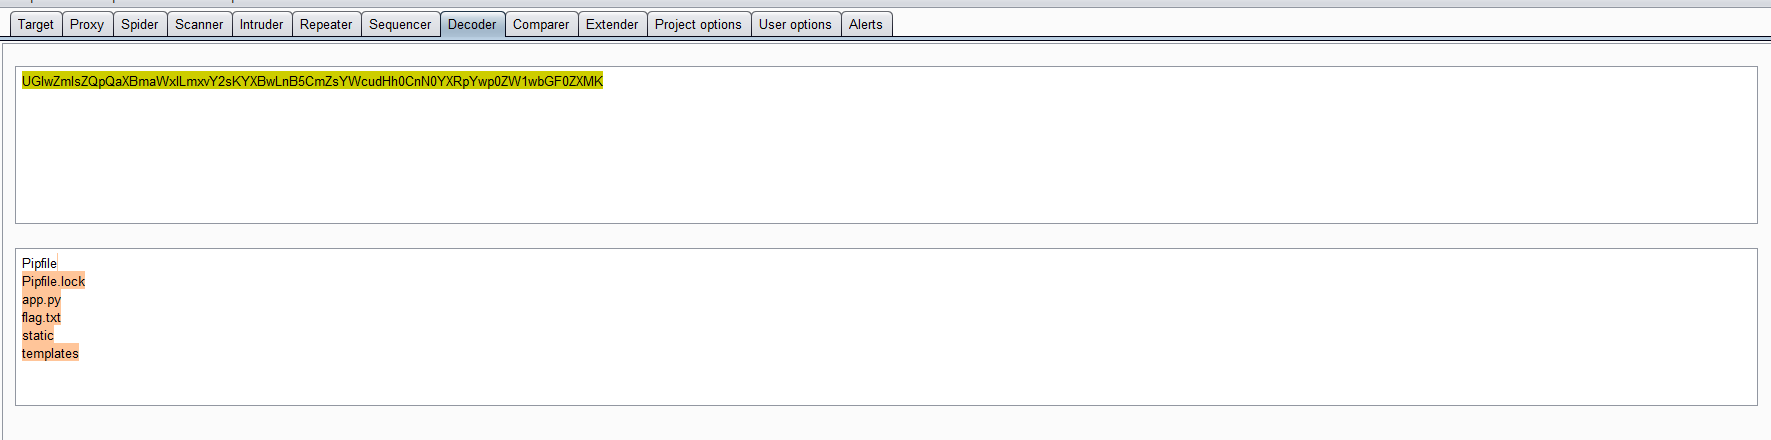 Target Proxy Spider Scanner Intruder Repeater Sequencer Decoder Comparer Extender Project options User options Alerts
UGlwZmlsZQpQaXBmaWxlLmxvY2sKYXBwLnB5CmZsYWcudHh0CnN0YXRpYwp0ZW1wbGF0ZXMK
Pipfile
Pipfile.lock
app.py
flag.txt
static
templates